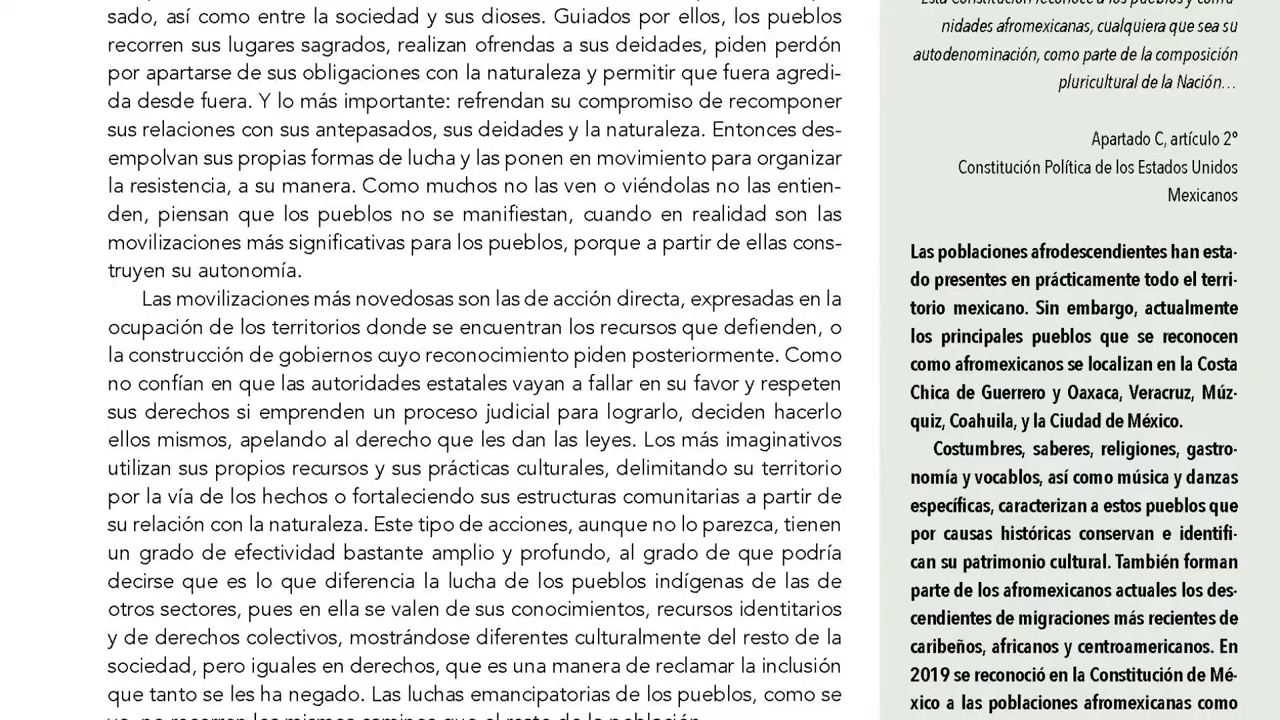 sado, así como entre la sociedad y sus dioses. Guiados por ellos, los pueblos
recorren sus lugares sagrados, realizan ofrendas a sus deidades, piden perdón
por apartarse de sus obligaciones con la naturaleza y permitir que fuera agredi-
da desde fuera. Y lo más importante: refrendan su compromiso de recomponer
sus relaciones con sus antepasados, sus deidades y la naturaleza. Entonces des-
empolvan sus propias formas de lucha y las ponen en movimiento para organizar
la resistencia, a su manera. Como muchos no las ven o viéndolas no las entien-
den, piensan que los pueblos no se manifiestan, cuando en realidad son las
movilizaciones más significativas para los pueblos, porque a partir de ellas cons-
truyen su autonomía.
Las movilizaciones más novedosas son las de acción directa, expresadas en la
ocupación de los territorios donde se encuentran los recursos que defienden, o
la construcción de gobiernos cuyo reconocimiento piden posteriormente. Como
no confían en que las autoridades estatales vayan a fallar en su favor y respeten
sus derechos si emprenden un proceso judicial para lograrlo, deciden hacerlo
ellos mismos, apelando al derecho que les dan las leyes. Los más imaginativos
utilizan sus propios recursos y sus prácticas culturales, delimitando su territorio
por la vía de los hechos o fortaleciendo sus estructuras comunitarias a partir de
su relación con la naturaleza. Este tipo de acciones, aunque no lo parezca, tienen
un grado de efectividad bastante amplio y profundo, al grado de que podría
decirse que es lo que diferencia la lucha de los pueblos indígenas de las de
otros sectores, pues en ella se valen de sus conocimientos, recursos identitarios
y de derechos colectivos, mostrándose diferentes culturalmente del resto de la
sociedad, pero iguales en derechos, que es una manera de reclamar la inclusión
que tanto se les ha negado. Las luchas emancipatorias de los pueblos, como se
ve, no recorren los mismos caminos que el resto de la población.
Esta Constitución reconoce a los pueblos y comu-
nidades afromexicanas, cualquiera que sea su
autodenominación, como parte de la composición
pluricultural de la Nación…
Apartado C, artículo 2º
Constitución Política de los Estados Unidos
Mexicanos
Las poblaciones afrodescendientes han esta-
do presentes en prácticamente todo el terri-
torio mexicano. Sin embargo, actualmente
los principales pueblos que se reconocen
como afromexicanos se localizan en la Costa
Chica de Guerrero y Oaxaca, Veracruz, Múz-
quiz, Coahuila, y la Ciudad de México.
Costumbres, saberes, religiones, gastro-
nomía y vocablos, así como música y danzas
específicas, caracterizan a estos pueblos que
por causas históricas conservan e identifi-
can su patrimonio cultural. También forman
parte de los afromexicanos actuales los des-
cendientes de migraciones más recientes de
caribeños, africanos y centroamericanos. En
2019 se reconoció en la Constitución de Mé-
xico a las poblaciones afromexicanas como